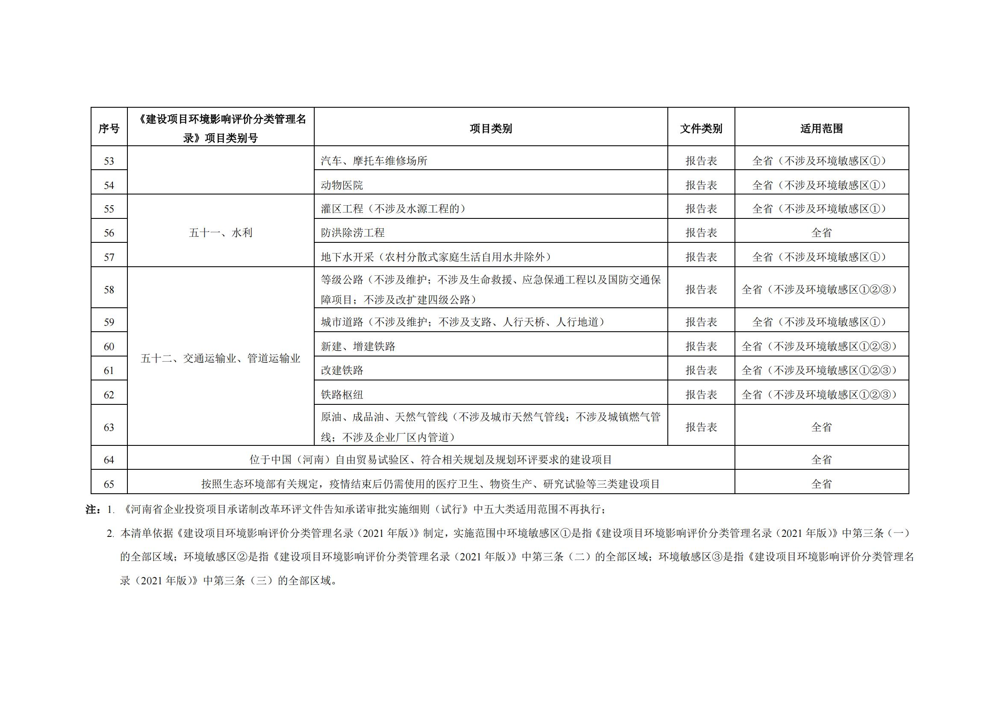 序号 《建设项目环境影响评价分类管理名录》项目类别号 项目类别 文件类别 适用范围
53 汽车、摩托车维修场所 报告表 全省（不涉及环境敏感区①）
54 动物医院 报告表 全省（不涉及环境敏感区①）
55 五十一、水利 灌区工程（不涉及水源工程的） 报告表 全省（不涉及环境敏感区①）
56 防洪除涝工程 报告表 全省
57 地下水开采（农村分散式家庭生活自用水井除外） 报告表 全省（不涉及环境敏感区①）
58 五十二、交通运输业、管道运输业 等级公路（不涉及维护；不涉及生命救援、应急保通工程以及国防交通保障项目；不涉及改扩建四级公路） 报告表 全省（不涉及环境敏感区①②③）
59 城市道路（不涉及维护；不涉及支路、人行天桥、人行地道） 报告表 全省（不涉及环境敏感区①）
60 新建、增建铁路 报告表 全省（不涉及环境敏感区①②③）
61 改建铁路 报告表 全省（不涉及环境敏感区①②③）
62 铁路枢纽 报告表 全省（不涉及环境敏感区①②③）
63 原油、成品油、天然气管线（不涉及城市天然气管线；不涉及城镇燃气管线；不涉及企业厂区内管道） 报告表 全省
64 位于中国（河南）自由贸易试验区、符合相关规划及规划环评要求的建设项目 全省
65 按照生态环境部有关规定，疫情结束后仍需使用的医疗卫生、物资生产、研究试验等三类建设项目 全省
注：1. 《河南省企业投资项目承诺制改革环评文件告知承诺审批实施细则（试行》中五大类适用范围不再执行；
2. 本清单依据《建设项目环境影响评价分类管理名录（2021 年版）》制定，实施范围中环境敏感区①是指《建设项目环境影响评价分类管理名录（2021 年版）》中第三条（一）
的全部区域；环境敏感区②是指《建设项目环境影响评价分类管理名录（2021 年版）》中第三条（二）的全部区域；环境敏感区③是指《建设项目环境影响评价分类管理名
录（2021 年版）》中第三条（三）的全部区域。